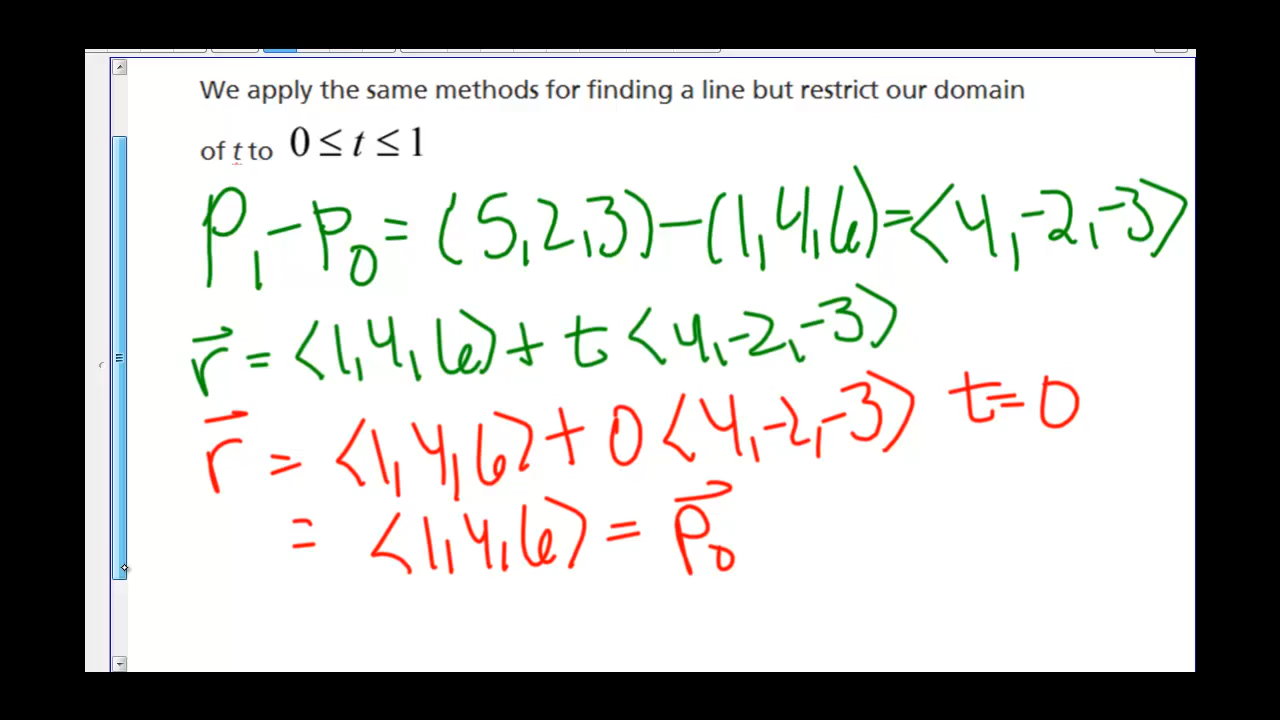 We apply the same methods for finding a line but restrict our domain
of t to 0 ≤ t ≤ 1
P₁ - P₀ = (5, 2, 3) - (1, 4, 6) = ⟨4, -2, -3⟩
r⃗ = ⟨1, 4, 6⟩ + t ⟨4, -2, -3⟩
r⃗ = ⟨1, 4, 6⟩ + 0 ⟨4, -2, -3⟩ t = 0
= ⟨1, 4, 6⟩ = P⃗₀